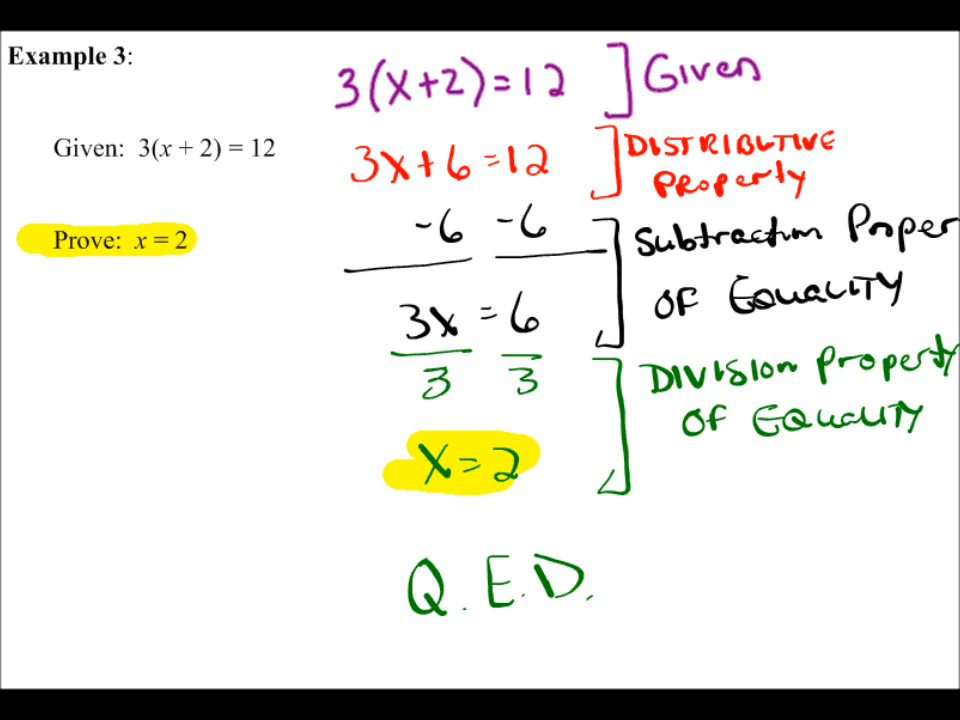 Example 3:
3(x+2)=12 Given
Given: 3(x + 2) = 12
3x+6=12 DISTRIBUTIVE
Property
Prove: x = 2
-6 -6 Subtraction Proper
OF EQUALITY
3x = 6
3 3 DIVISION Property
OF EQUALITY
x=2
Q.E.D.